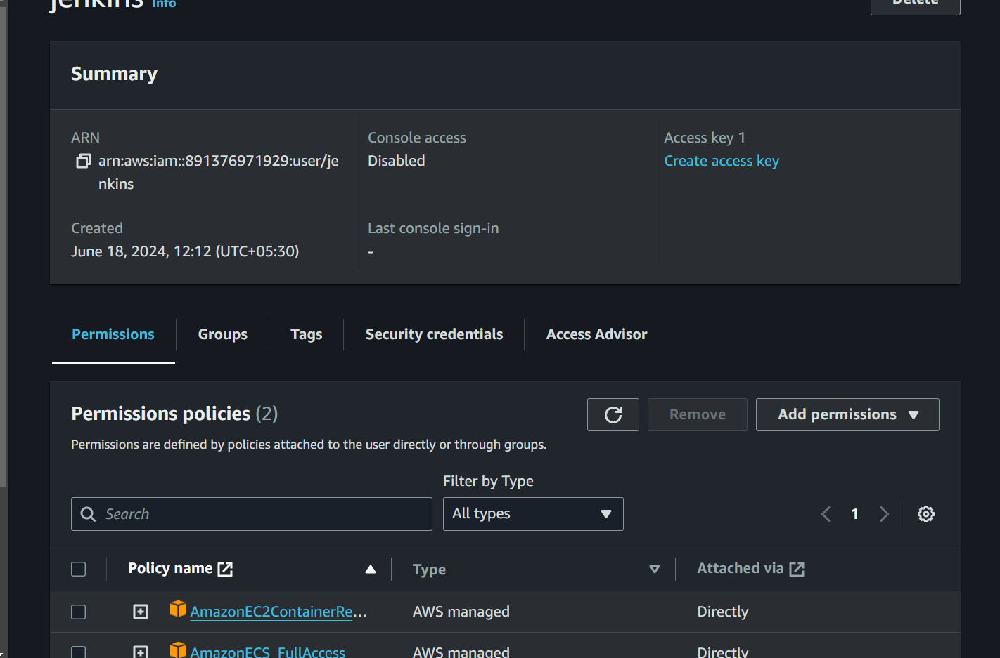 jenkins Info
Delete
Summary
ARN
arn:aws:iam::891376971929:user/je
nkins
Created
June 18, 2024, 12:12 (UTC+05:30)
Console access
Disabled
Last console sign-in
-
Access key 1
Create access key
Permissions
Groups
Tags
Security credentials
Access Advisor
Permissions policies (2)
Remove
Add permissions
Permissions are defined by policies attached to the user directly or through groups.
Filter by Type
Search
All types
1
Policy name
Type
Attached via
AmazonEC2ContainerRe...
AWS managed
Directly
AmazonECS_FullAccess
AWS managed
Directly